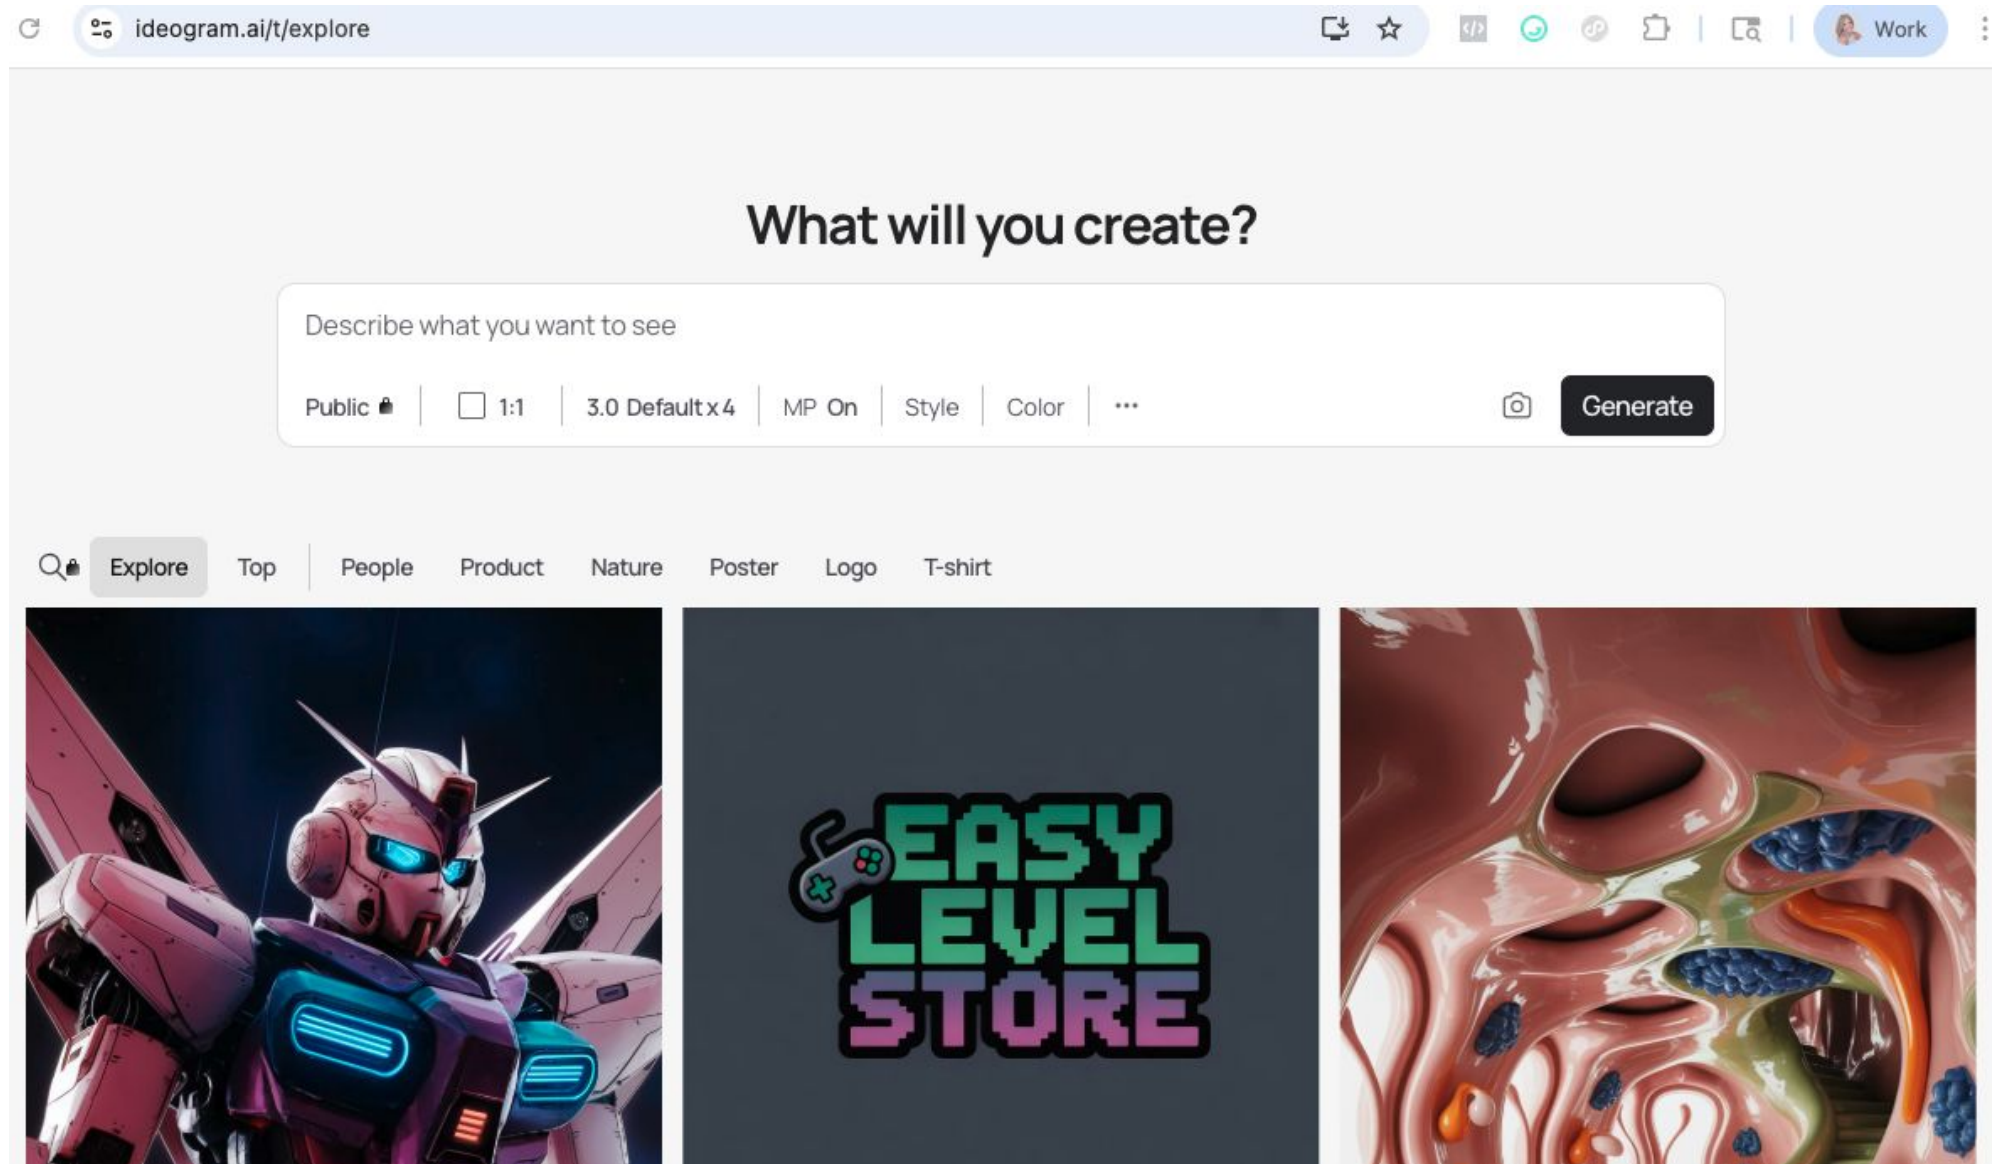 ideogram.ai/t/explore
Work
What will you create?
Describe what you want to see
Public 1:1 3.0 Default x 4 MP On Style Color ··· Generate
Explore Top People Product Nature Poster Logo T-shirt
EASY
LEVEL
STORE